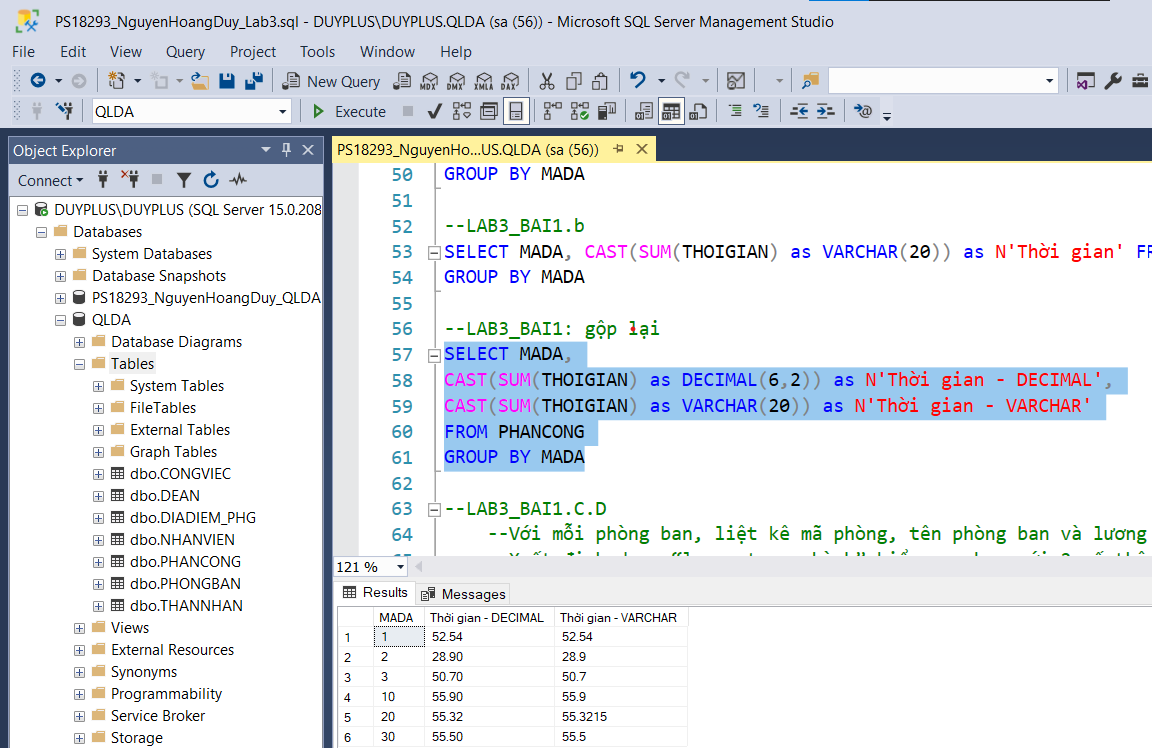 PS18293_NguyenHoangDuy_Lab3.sql - DUYPLUS\DUYPLUS.QLDA (sa (56)) - Microsoft SQL Server Management Studio
File Edit View Query Project Tools Window Help
New Query MDX DMX XMLA DAX
QLDA Execute
Object Explorer
Connect
DUYPLUS\DUYPLUS (SQL Server 15.0.208
Databases
System Databases
Database Snapshots
PS18293_NguyenHoangDuy_QLDA
QLDA
Database Diagrams
Tables
System Tables
FileTables
External Tables
Graph Tables
dbo.CONGVIEC
dbo.DEAN
dbo.DIADIEM_PHG
dbo.NHANVIEN
dbo.PHANCONG
dbo.PHONGBAN
dbo.THANNHAN
Views
External Resources
Synonyms
Programmability
Service Broker
Storage
PS18293_NguyenHo...US.QLDA (sa (56))
50 GROUP BY MADA
51
52 --LAB3_BAI1.b
53 SELECT MADA, CAST(SUM(THOIGIAN) as VARCHAR(20)) as N'Thời gian' FR
54 GROUP BY MADA
55
56 --LAB3_BAI1: gộp lại
57 SELECT MADA,
58 CAST(SUM(THOIGIAN) as DECIMAL(6,2)) as N'Thời gian - DECIMAL',
59 CAST(SUM(THOIGIAN) as VARCHAR(20)) as N'Thời gian - VARCHAR'
60 FROM PHANCONG
61 GROUP BY MADA
62
63 --LAB3_BAI1.C.D
64 --Với mỗi phòng ban, liệt kê mã phòng, tên phòng ban và lương
121 %
Results Messages
MADA Thời gian - DECIMAL Thời gian - VARCHAR
1 1 52.54 52.54
2 2 28.90 28.9
3 3 50.70 50.7
4 10 55.90 55.9
5 20 55.32 55.3215
6 30 55.50 55.5